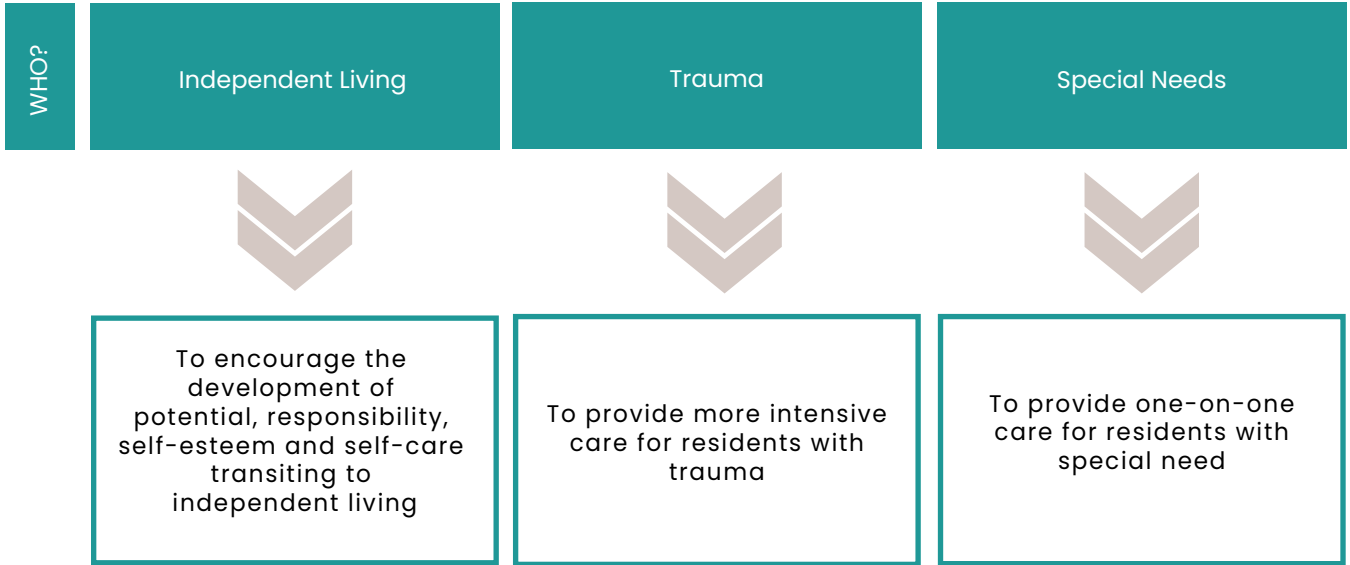 WHO?
Independent Living
Trauma
Special Needs
To encourage the
development of
potential, responsibility,
self-esteem and self-care
transiting to
independent living
To provide more intensive
care for residents with
trauma
To provide one-on-one
care for residents with
special need